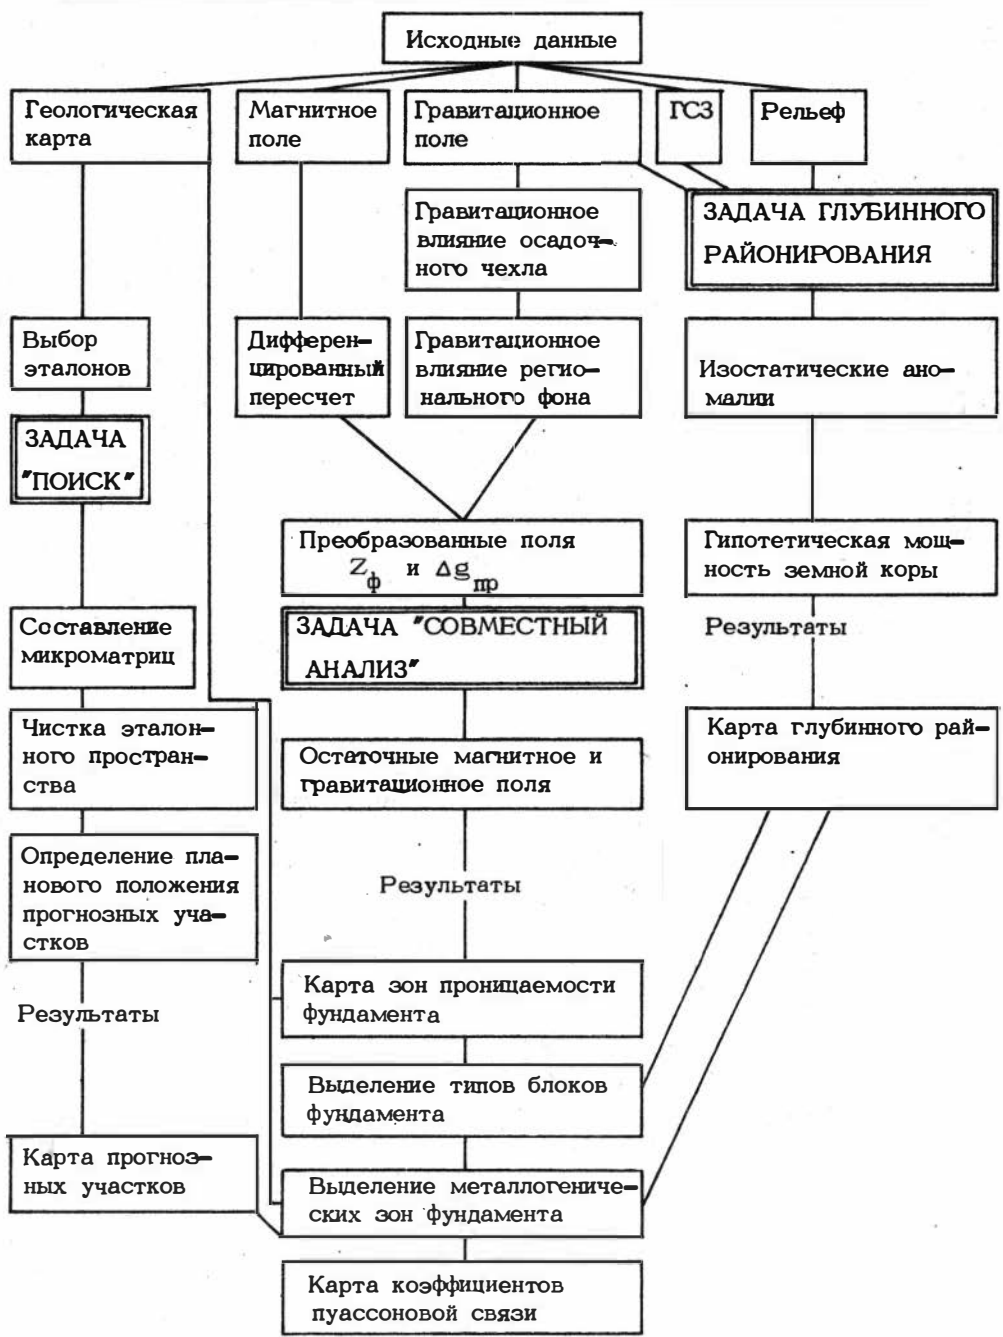 Исходные данные
Геологическая
карта
Магнитное
поле
Гравитационное
поле
ГСЗ
Рельеф
Гравитационное
влияние осадоч-
ного чехла
ЗАДАЧА ГЛУБИННОГО
РАЙОНИРОВАНИЯ
Выбор
эталонов
Дифферен-
цированный
пересчет
Гравитационное
влияние регио-
нального фона
Изостатические ано-
малии
ЗАДАЧА
"ПОИСК"
Преобразованные поля
Zф и Δgпр
Гипотетическая мощ-
ность земной коры
Составление
микроматриц
ЗАДАЧА "СОВМЕСТНЫЙ
АНАЛИЗ"
Результаты
Чистка эталон-
ного простран-
ства
Остаточные магнитное и
гравитационное поля
Карта глубинного рай-
онирования
Определение пла-
нового положения
прогнозных уча-
стков
Результаты
Результаты
Карта зон проницаемости
фундамента
Выделение типов блоков
фундамента
Карта прогноз-
ных участков
Выделение металлогениче-
ских зон фундамента
Карта коэффициентов
пуассоновой связи